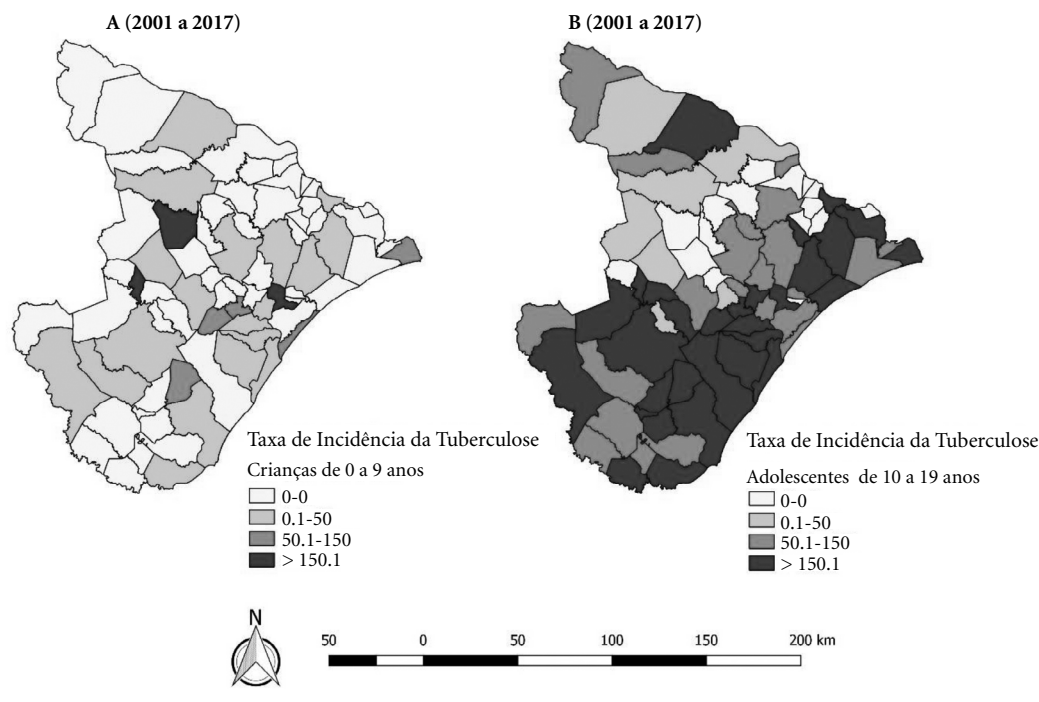 A (2001 a 2017)
B (2001 a 2017)
Taxa de Incidência da Tuberculose
Crianças de 0 a 9 anos
0-0
0.1-50
50.1-150
> 150.1
Taxa de Incidência da Tuberculose
Adolescentes de 10 a 19 anos
0-0
0.1-50
50.1-150
> 150.1
N
50 0 50 100 150 200 km